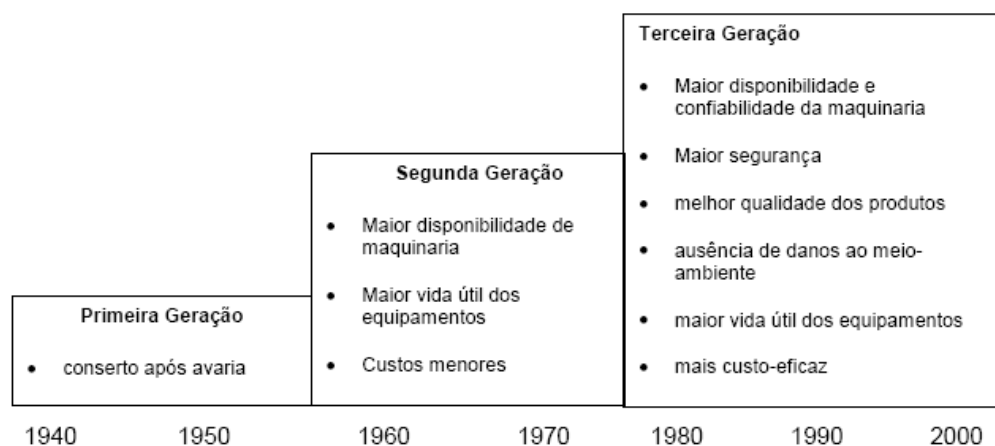 Primeira Geração
• conserto após avaria
Segunda Geração
• Maior disponibilidade de
maquinaria
• Maior vida útil dos
equipamentos
• Custos menores
Terceira Geração
• Maior disponibilidade e
confiabilidade da maquinaria
• Maior segurança
• melhor qualidade dos produtos
• ausência de danos ao meio-
ambiente
• maior vida útil dos equipamentos
• mais custo-eficaz
1940 1950 1960 1970 1980 1990 2000